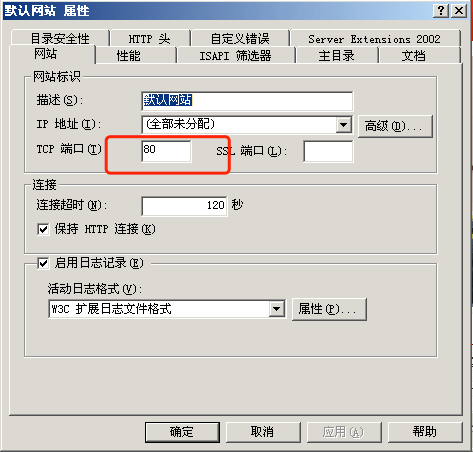 默认网站 属性
目录安全性 HTTP 头 自定义错误 Server Extensions 2002
网站 性能 ISAPI 筛选器 主目录 文档
网站标识
描述(S): 默认网站
IP 地址(I): (全部未分配) 高级(D)...
TCP 端口(T) 80 SSL 端口(L):
连接
连接超时(N): 120 秒
保持 HTTP 连接(K)
启用日志记录(E)
活动日志格式(V):
W3C 扩展日志文件格式 属性(P)...
确定 取消 应用(A) 帮助